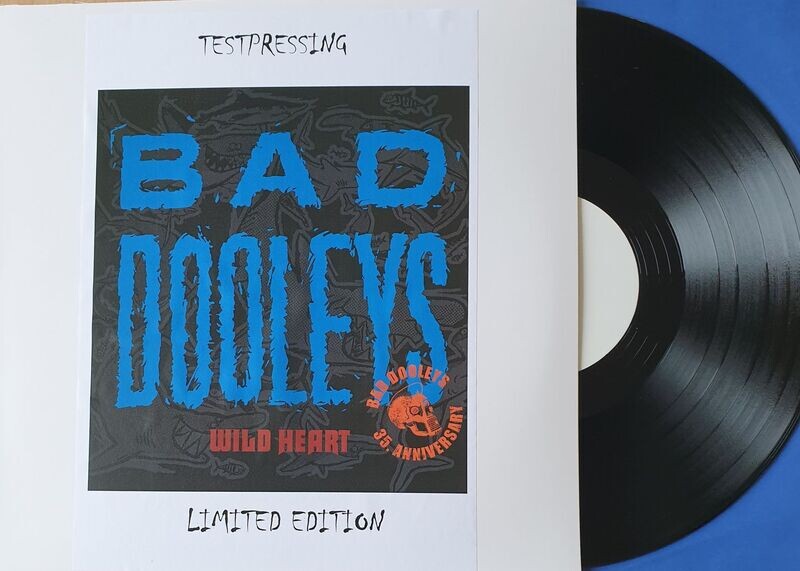 TESTPRESSING
BAD
DOOLEYS
WILD HEART
BAD DOOLEYS
35. ANNIVERSARY
LIMITED EDITION